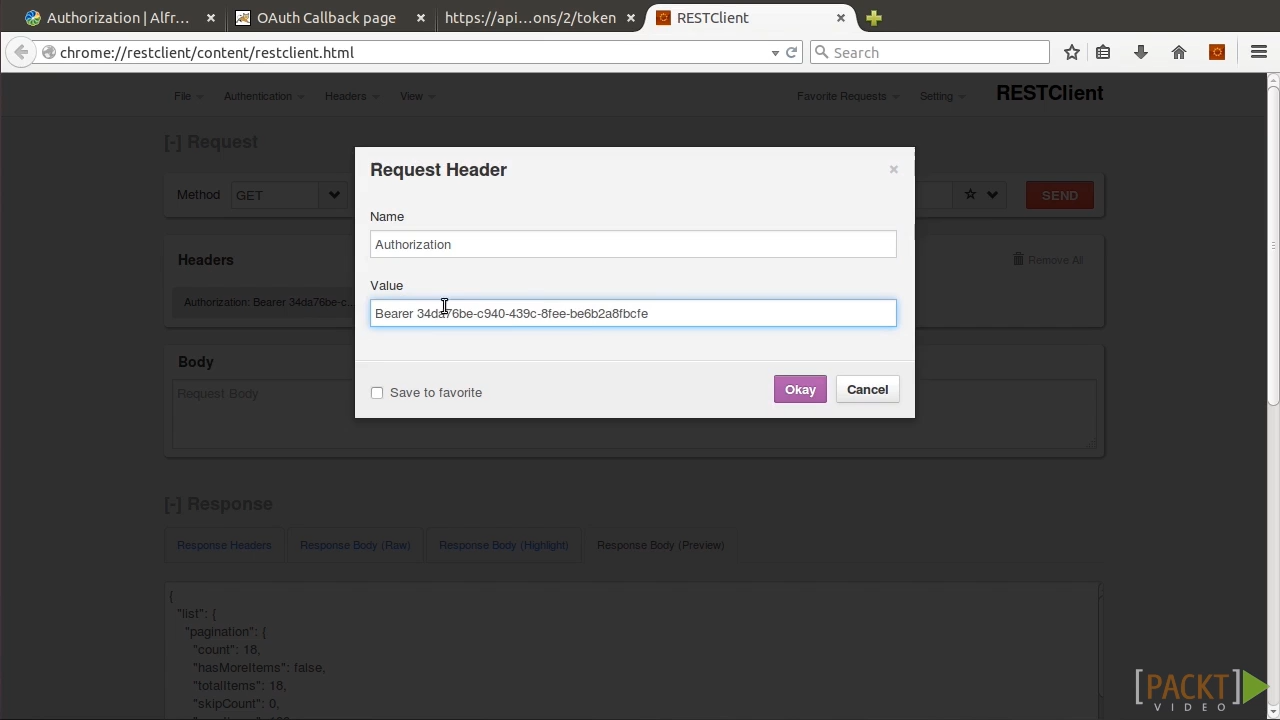 Authorization | Alfr...
OAuth Callback page
https://api....ons/2/token
RESTClient
chrome://restclient/content/restclient.html
Search
File
Authentication
Headers
View
Favorite Requests
Setting
RESTClient
[-] Request
Method
GET
SEND
Headers
Remove All
Authorization: Bearer 34da76be-c...
Body
Request Body
Request Header
×
Name
Authorization
Value
Bearer 34da76be-c940-439c-8fee-be6b2a8fbcfe
Save to favorite
Okay
Cancel
[-] Response
Response Headers
Response Body (Raw)
Response Body (Highlight)
Response Body (Preview)
{
"list": {
"pagination": {
"count": 18,
"hasMoreItems": false,
"totalItems": 18,
"skipCount": 0,
[PACKT]
VIDEO